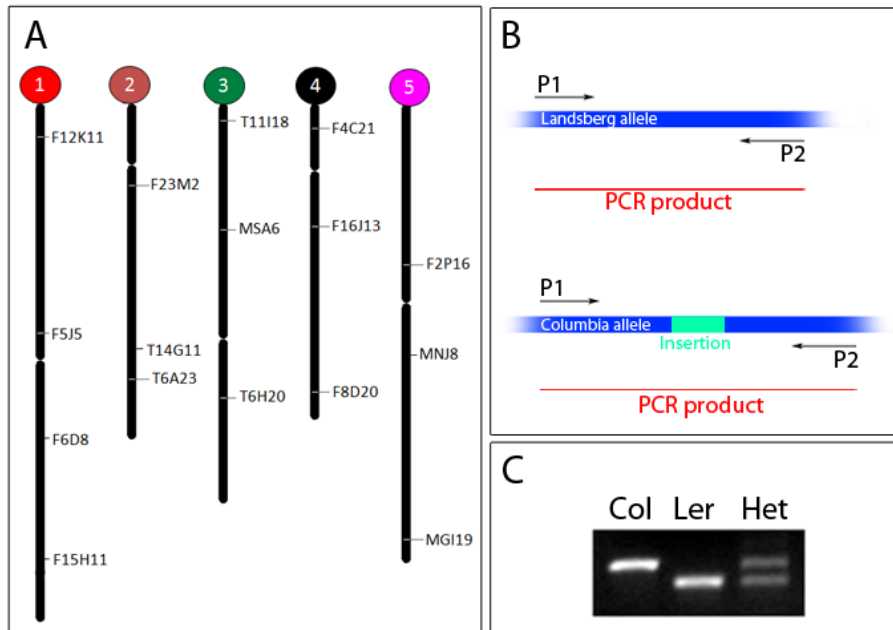 A
1
2
3
4
5
F12K11
F5J5
F6D8
F15H11
F23M2
T14G11
T6A23
T11I18
MSA6
T6H20
F4C21
F16J13
F8D20
F2P16
MNJ8
MGI19
B
P1
Landsberg allele
P2
PCR product
P1
Columbia allele
Insertion
P2
PCR product
C
Col Ler Het